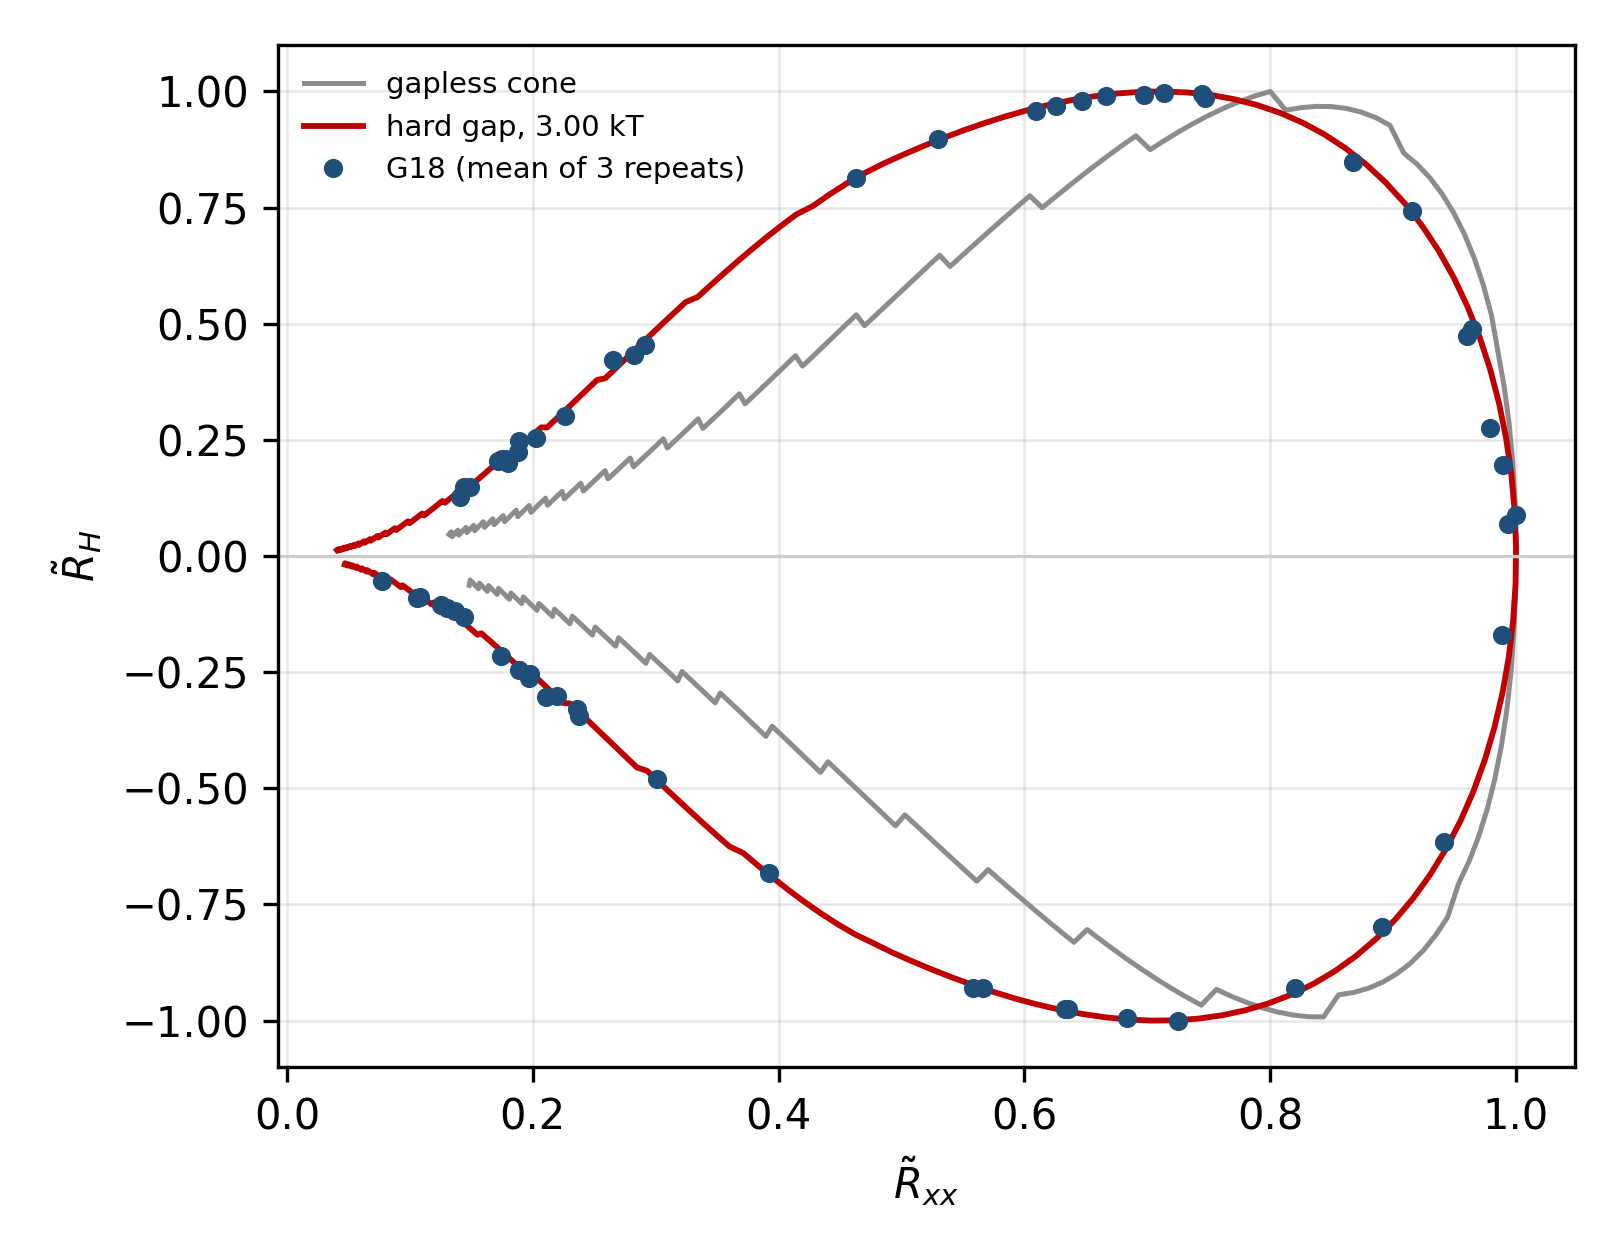 gapless cone
hard gap, 3.00 kT
G18 (mean of 3 repeats)
1.00
0.75
0.50
0.25
0.00
−0.25
−0.50
−0.75
−1.00
R̃_H
0.0 0.2 0.4 0.6 0.8 1.0
R̃_xx